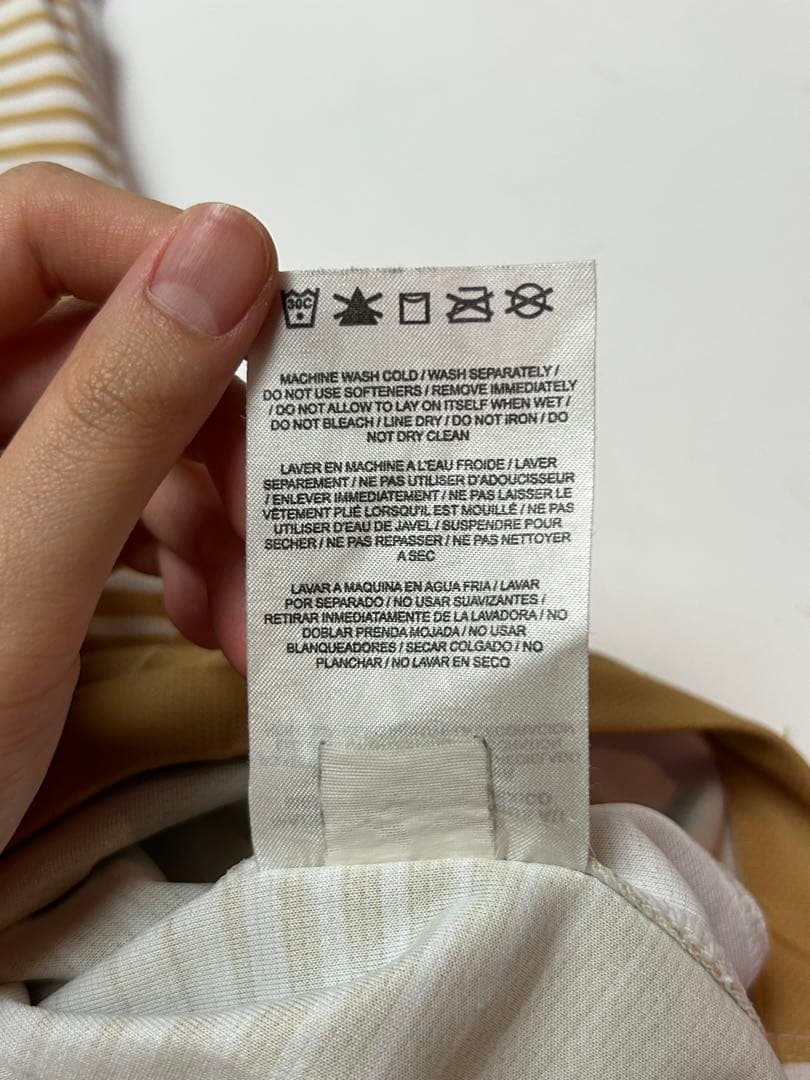 30C
MACHINE WASH COLD / WASH SEPARATELY /
DO NOT USE SOFTENERS / REMOVE IMMEDIATELY
/ DO NOT ALLOW TO LAY ON ITSELF WHEN WET /
DO NOT BLEACH / LINE DRY / DO NOT IRON / DO
NOT DRY CLEAN
LAVER EN MACHINE A L'EAU FROIDE / LAVER
SEPAREMENT / NE PAS UTILISER D'ADOUCISSEUR
/ ENLEVER IMMEDIATEMENT / NE PAS LAISSER LE
VÊTEMENT PLIÉ LORSQU'IL EST MOUILLÉ / NE PAS
UTILISER D'EAU DE JAVEL / SUSPENDRE POUR
SECHER / NE PAS REPASSER / NE PAS NETTOYER
A SEC
LAVAR A MAQUINA EN AGUA FRIA / LAVAR
POR SEPARADO / NO USAR SUAVIZANTES /
RETIRAR INMEDIATAMENTE DE LA LAVADORA / NO
DOBLAR PRENDA MOJADA / NO USAR
BLANQUEADORES / SECAR COLGADO / NO
PLANCHAR / NO LAVAR EN SECO